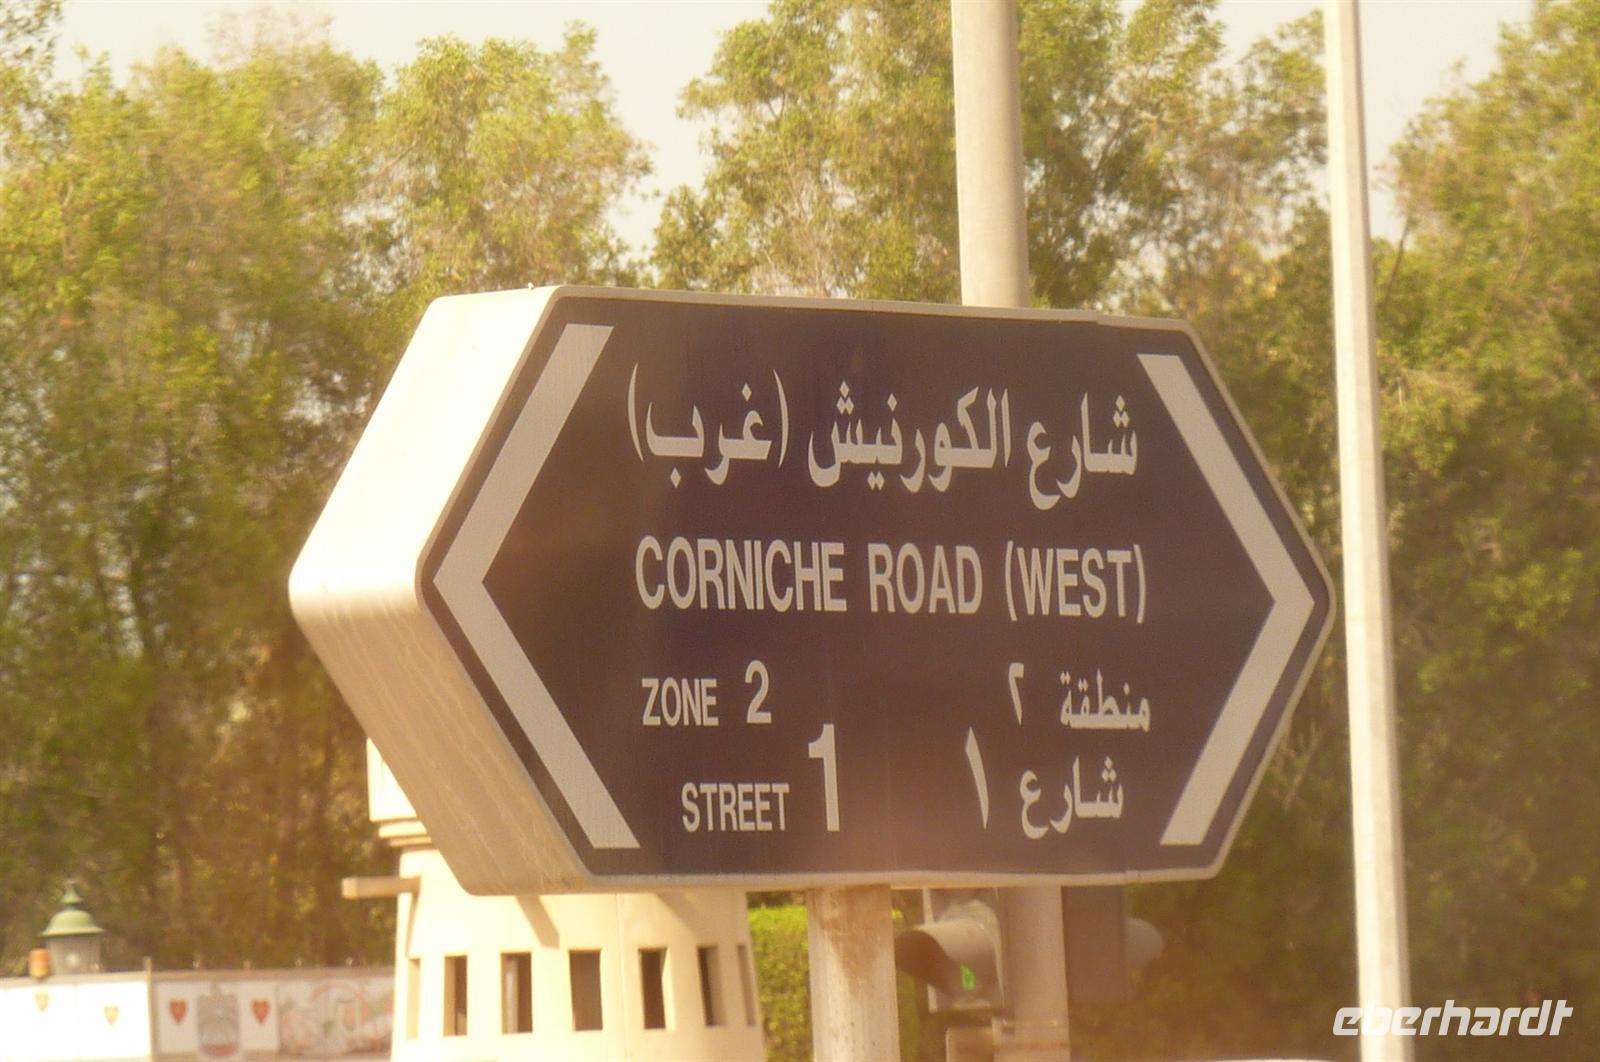 شارع الكورنيش (غرب)
CORNICHE ROAD (WEST)
ZONE 2
منطقة ٢
STREET 1
شارع ١
eberhardt